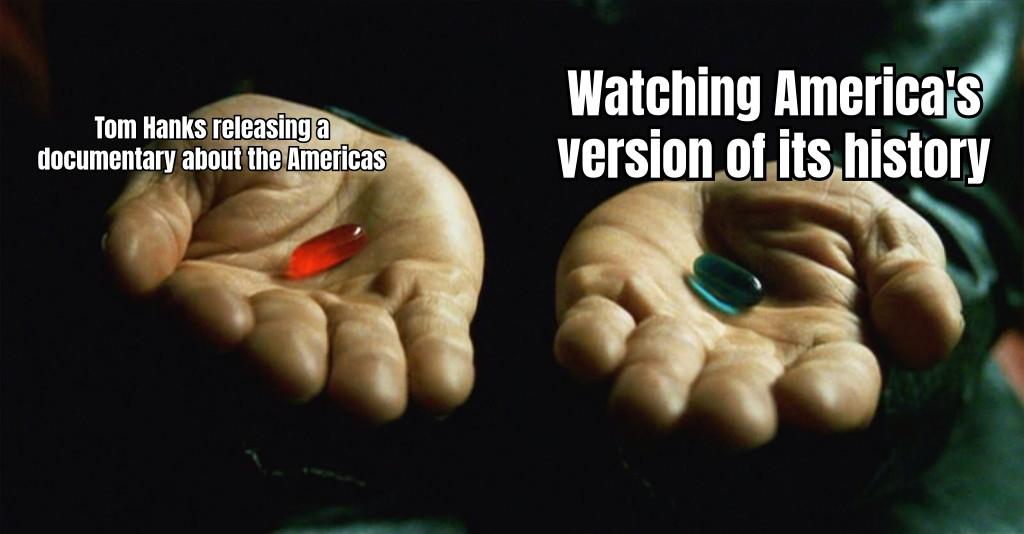 Tom Hanks releasing a
documentary about the Americas
Watching America's
version of its history